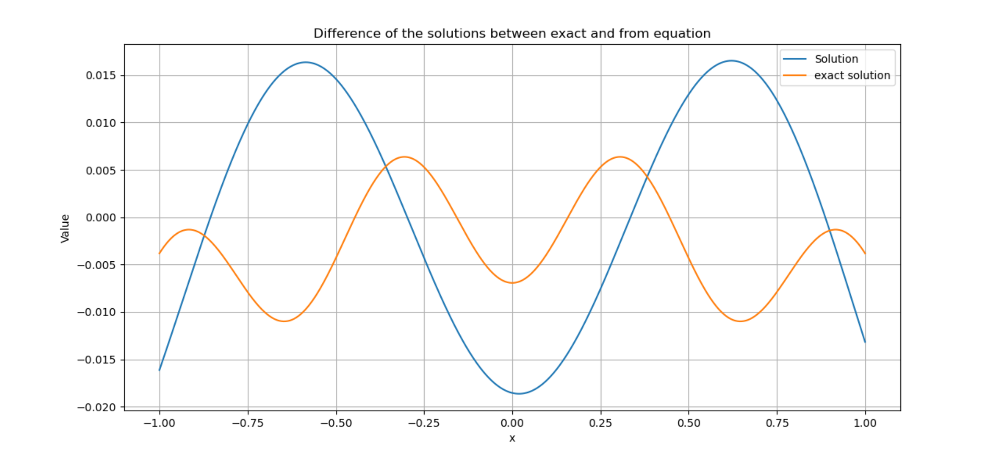 Difference of the solutions between exact and from equation
Solution
exact solution
0.015
0.010
0.005
0.000
−0.005
−0.010
−0.015
−0.020
Value
−1.00 −0.75 −0.50 −0.25 0.00 0.25 0.50 0.75 1.00
x